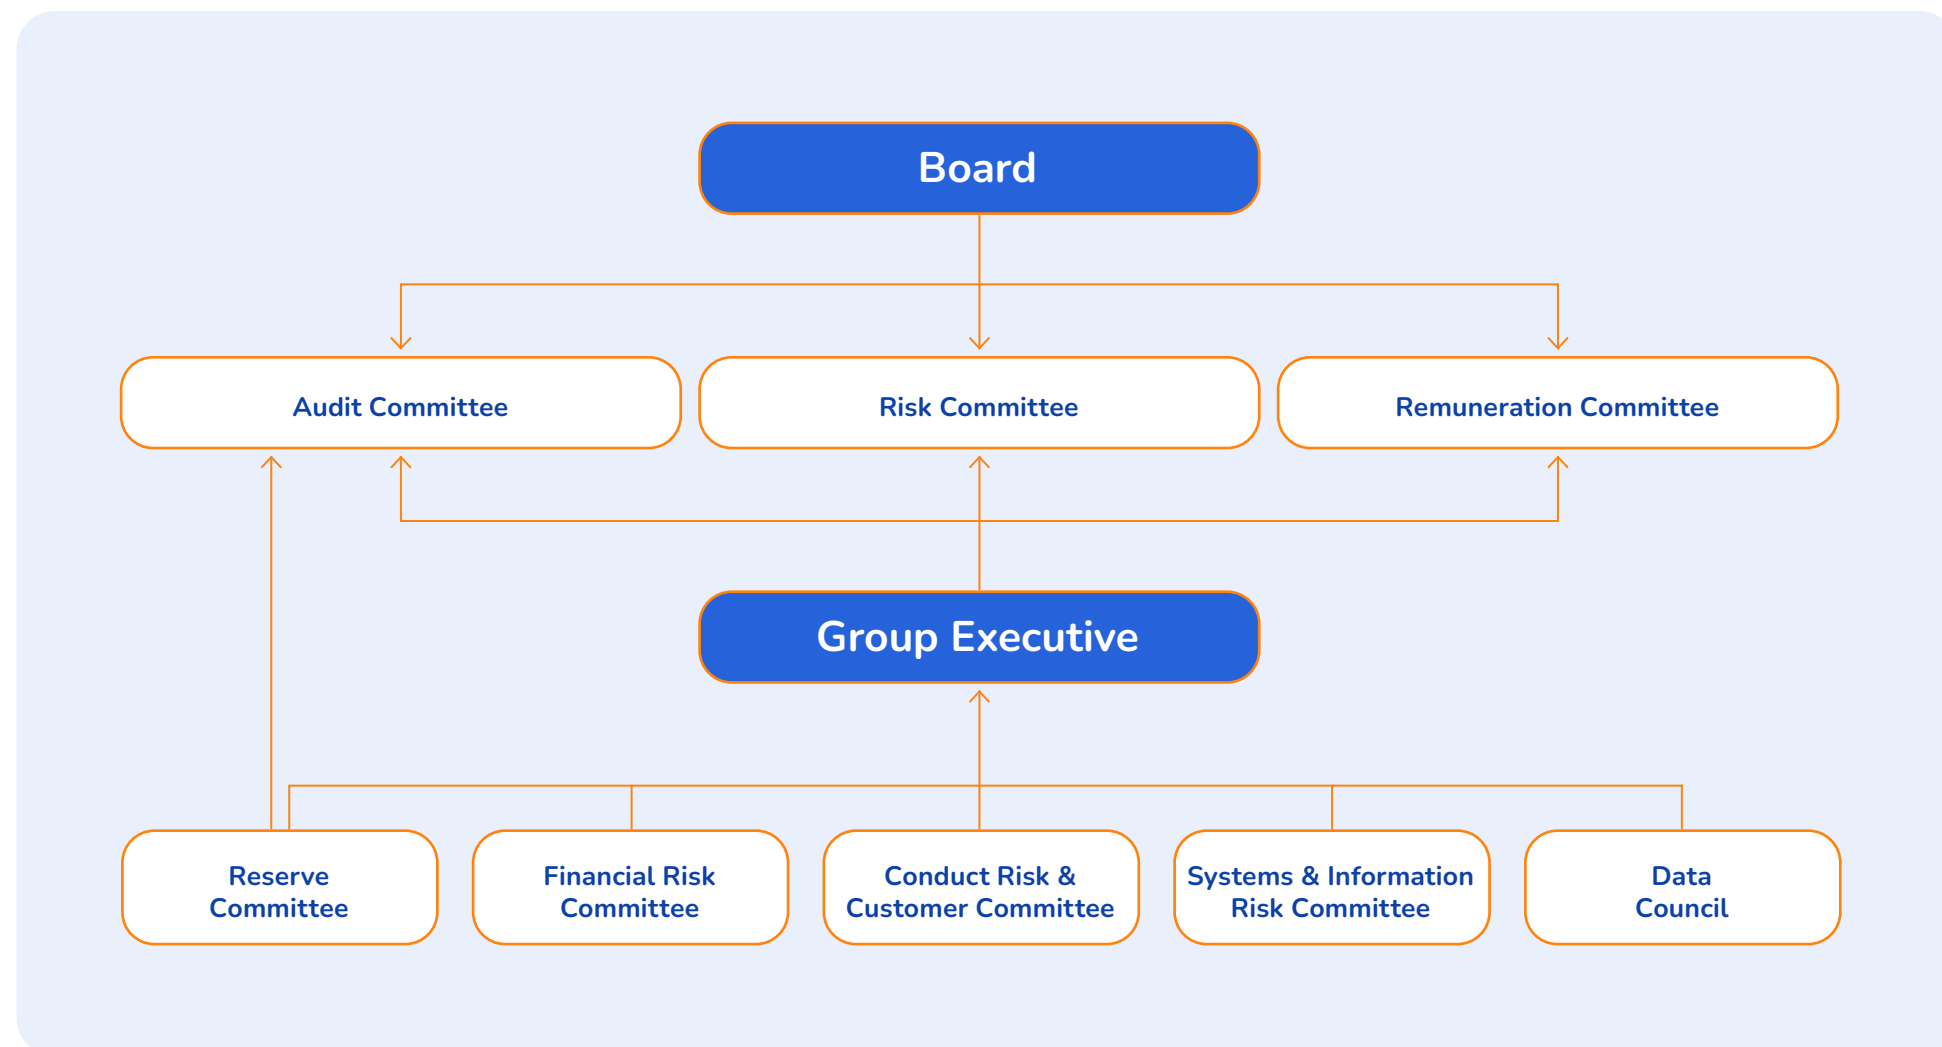 Board
Audit Committee
Risk Committee
Remuneration Committee
Group Executive
Reserve
Committee
Financial Risk
Committee
Conduct Risk &
Customer Committee
Systems & Information
Risk Committee
Data
Council